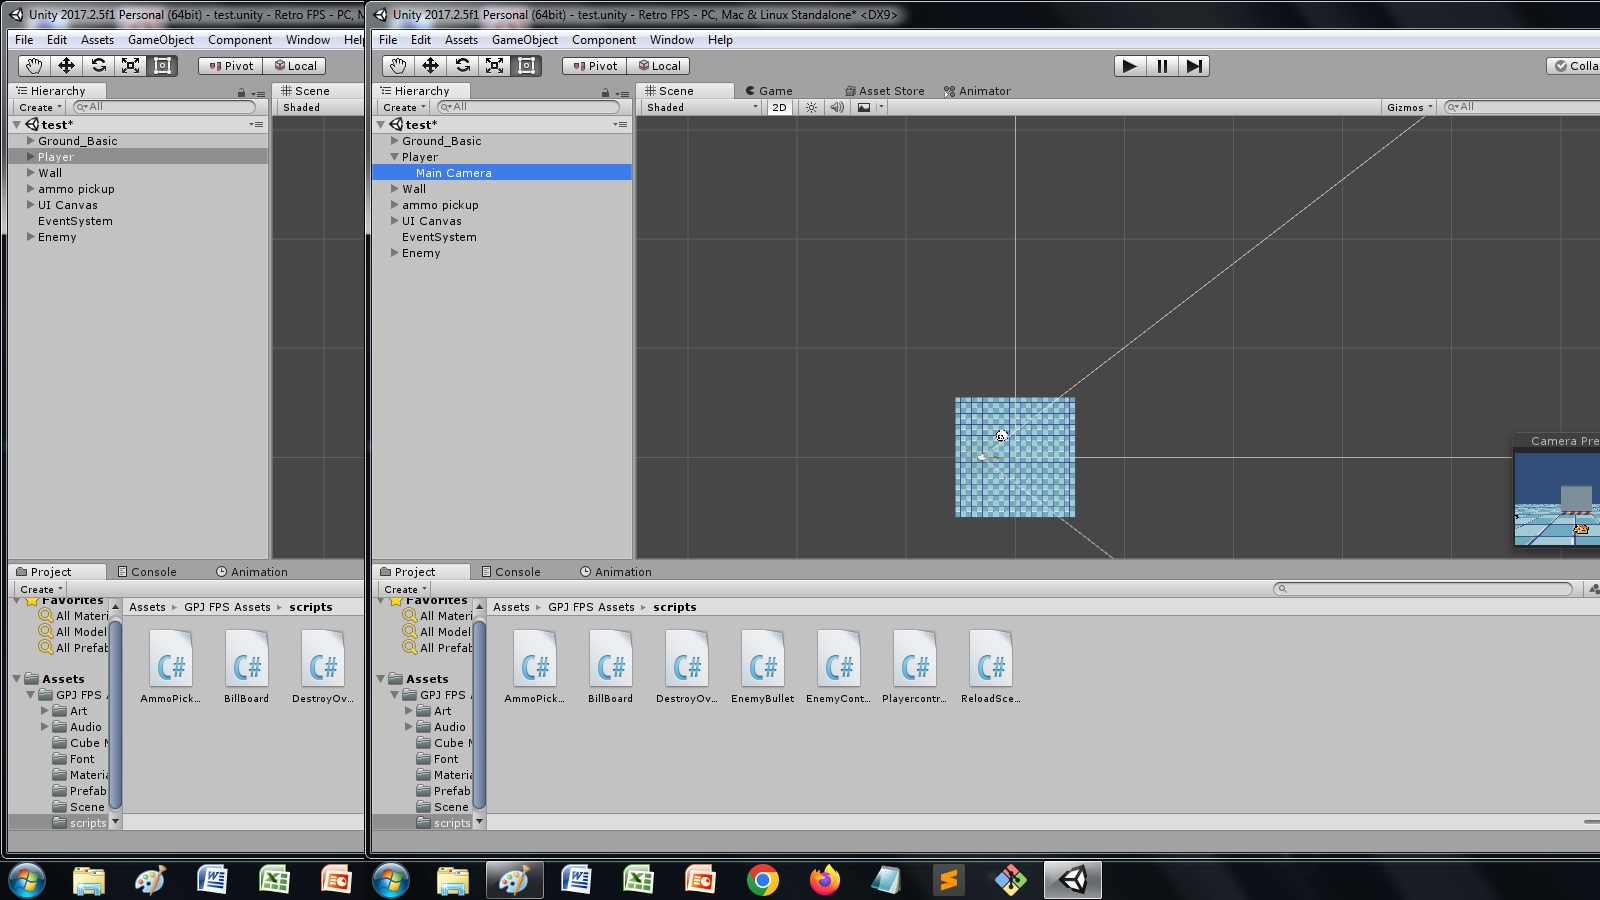 Unity 2017.2.5f1 Personal (64bit) - test.unity - Retro FPS - PC, M
File Edit Assets GameObject Component Window Help
Pivot Local
Hierarchy
Scene
Create All
Shaded
test*
Ground_Basic
Player
Wall
ammo pickup
UI Canvas
EventSystem
Enemy
Project Console Animation
Create
Favorites
All Materi
All Model
All Prefab
Assets
GPJ FPS A
Art
Audio
Cube M
Font
Materia
Prefab
Scene
scripts
Assets GPJ FPS Assets scripts
AmmoPick... BillBoard DestroyOv...
Unity 2017.2.5f1 Personal (64bit) - test.unity - Retro FPS - PC, Mac & Linux Standalone* <DX9>
File Edit Assets GameObject Component Window Help
Pivot Local
Colla
Hierarchy
Create All
test*
Ground_Basic
Player
Main Camera
Wall
ammo pickup
UI Canvas
EventSystem
Enemy
Scene Game Asset Store Animator
Shaded 2D Gizmos All
Camera Pre
Project Console Animation
Create
Favorites
All Materi
All Model
All Prefab
Assets
GPJ FPS A
Art
Audio
Cube M
Font
Materia
Prefab
Scene
scripts
Assets GPJ FPS Assets scripts
AmmoPick... BillBoard DestroyOv... EnemyBullet EnemyCont... Playercontr... ReloadSce...